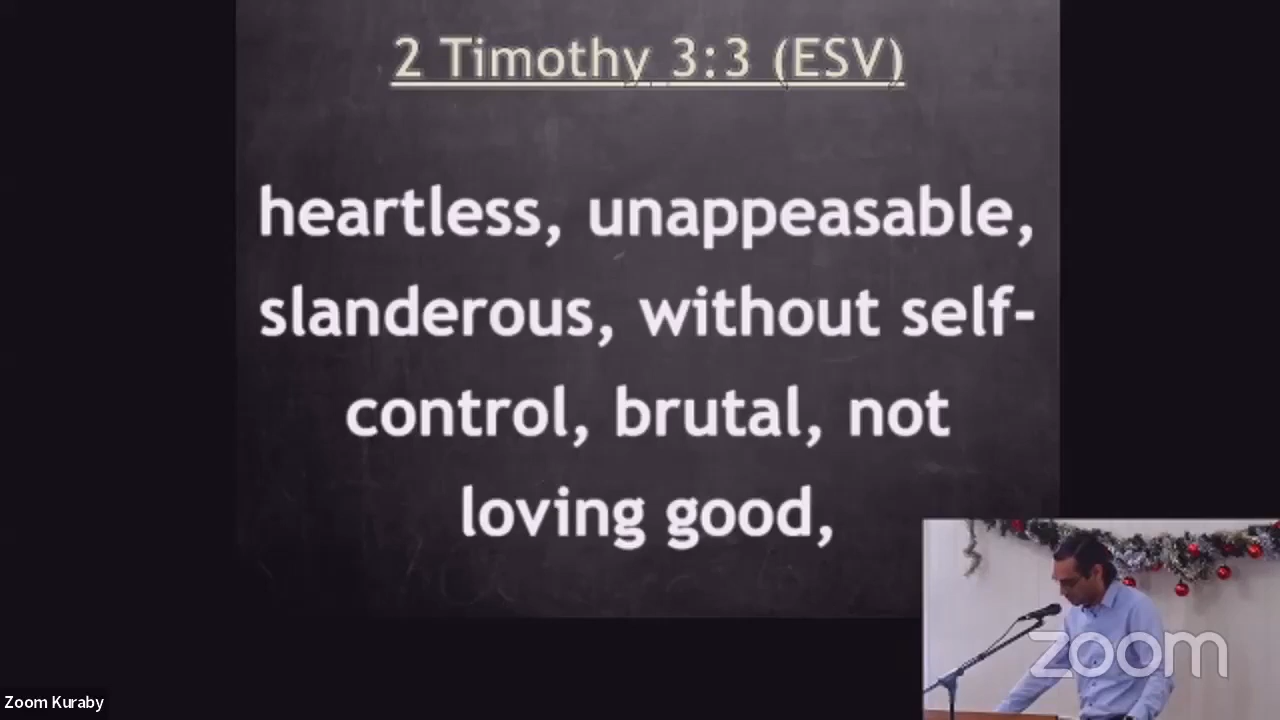 2 Timothy 3:3 (ESV)
heartless, unappeasable,
slanderous, without self-
control, brutal, not
loving good,
zoom
Zoom Kuraby